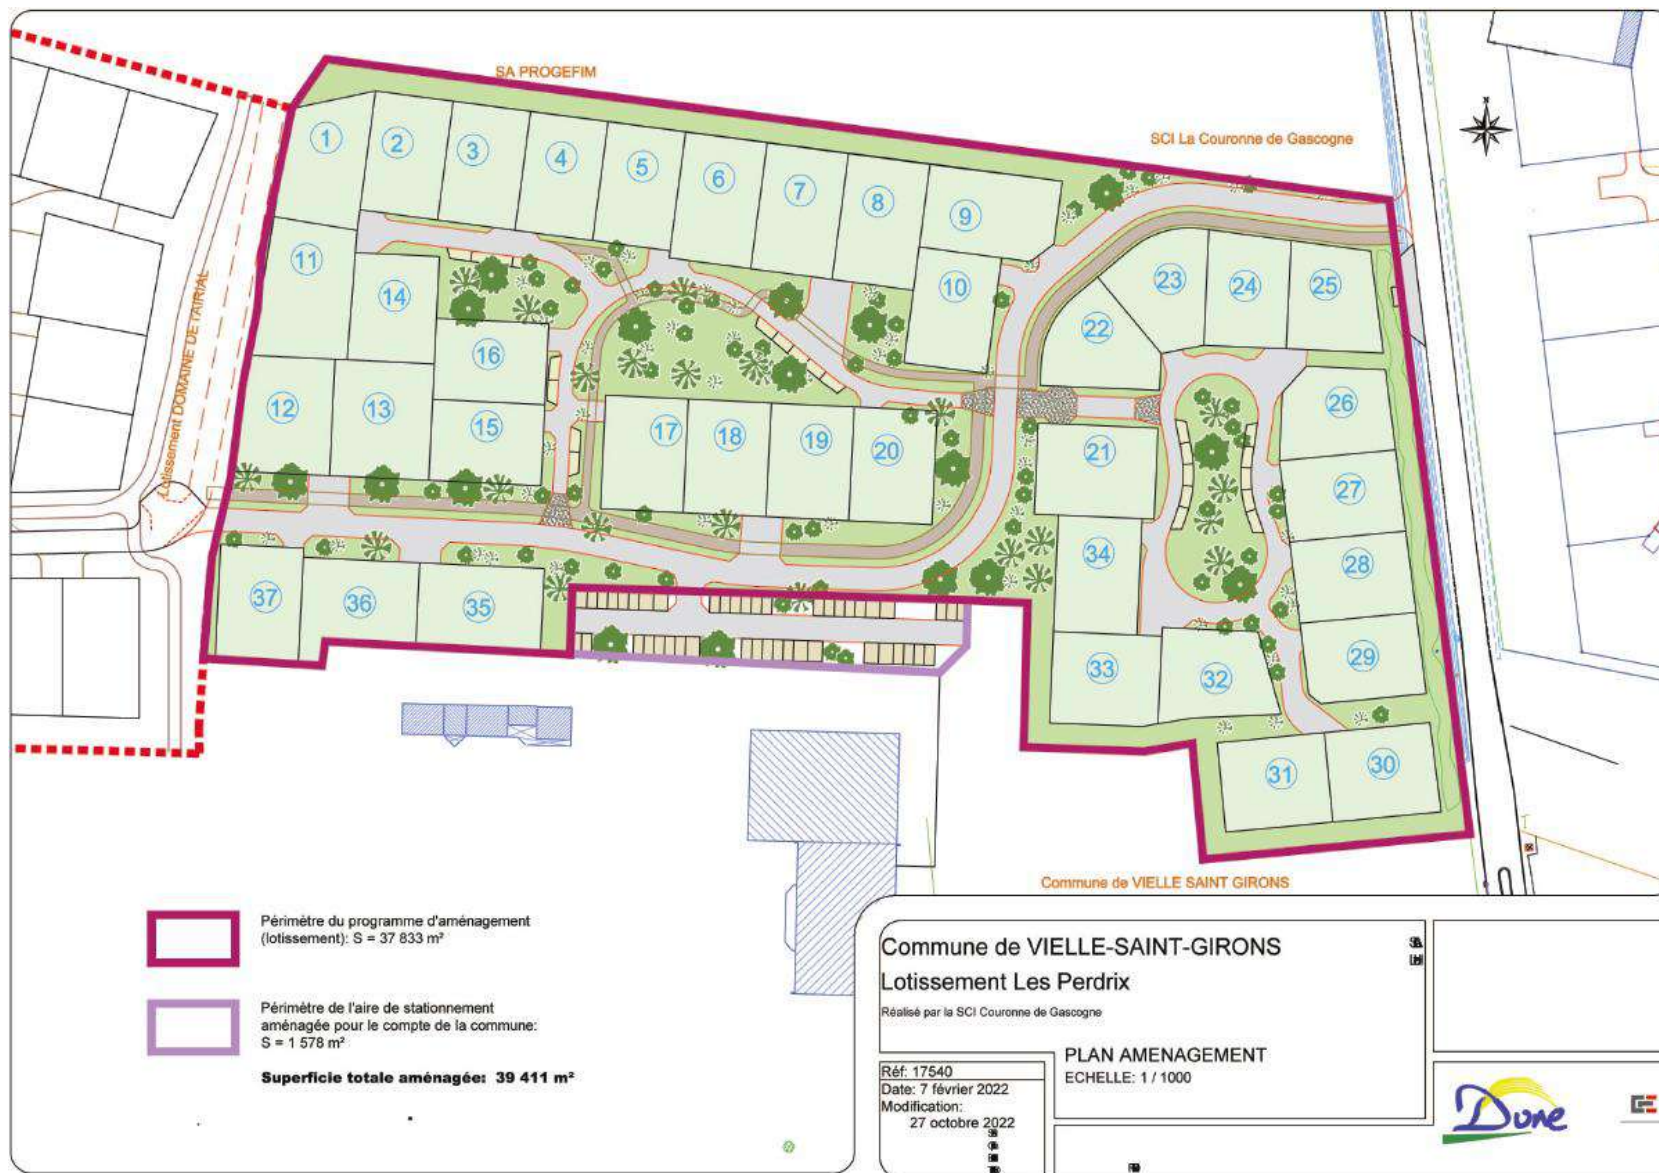 SA PROGEFIM
SCI La Couronne de Gascogne
N
1
2
3
4
5
6
7
8
9
10
11
14
16
12
13
15
17
18
19
20
21
22
23
24
25
26
27
28
29
34
33
32
31
30
37
36
35
Lotissement DOMAINE DE l'AIRIAL
Commune de VIELLE SAINT GIRONS
Périmètre du programme d'aménagement
(lotissement): S = 37 833 m²
Périmètre de l'aire de stationnement
aménagée pour le compte de la commune:
S = 1 578 m²
Superficie totale aménagée: 39 411 m²
Commune de VIELLE-SAINT-GIRONS
Lotissement Les Perdrix
Réalisé par la SCI Couronne de Gascogne
PLAN AMENAGEMENT
ECHELLE: 1 / 1000
Réf: 17540
Date: 7 février 2022
Modification:
27 octobre 2022
Dune